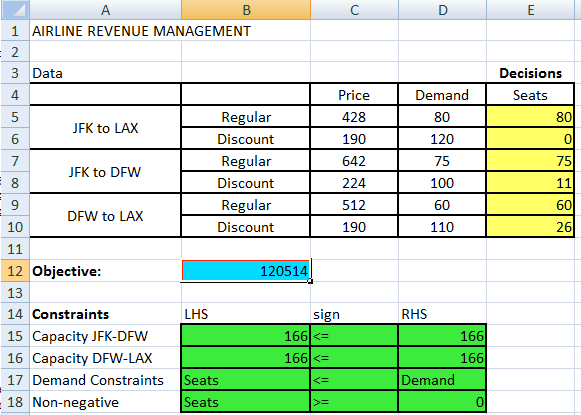 A B C D E
1 AIRLINE REVENUE MANAGEMENT
2
3 Data Decisions
4 Price Demand Seats
5 JFK to LAX Regular 428 80 80
6 Discount 190 120 0
7 JFK to DFW Regular 642 75 75
8 Discount 224 100 11
9 DFW to LAX Regular 512 60 60
10 Discount 190 110 26
11
12 Objective: 120514
13
14 Constraints LHS sign RHS
15 Capacity JFK-DFW 166 <= 166
16 Capacity DFW-LAX 166 <= 166
17 Demand Constraints Seats <= Demand
18 Non-negative Seats >= 0